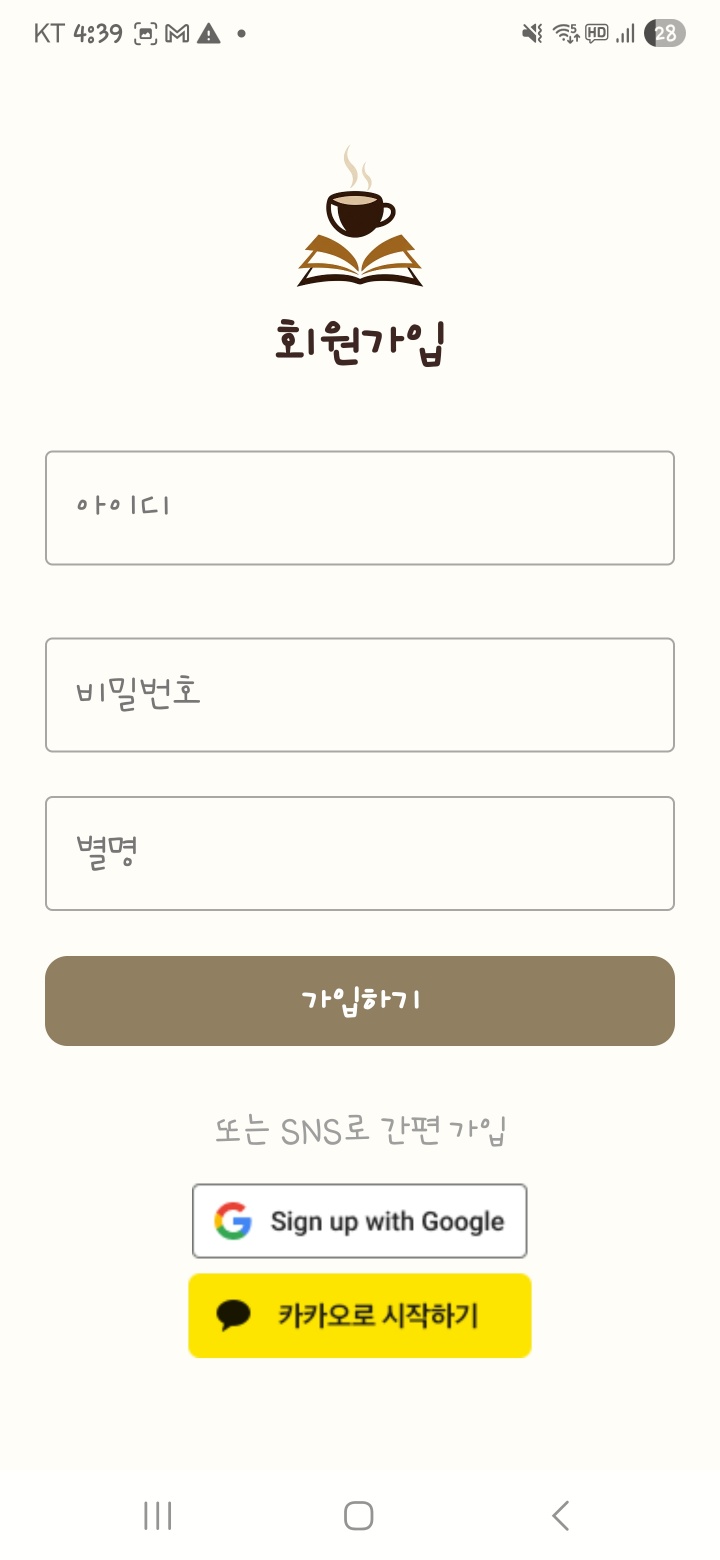 KT 4:39 HD 28
회원가입
아이디
비밀번호
별명
가입하기
또는 SNS로 간편 가입
Sign up with Google
카카오로 시작하기